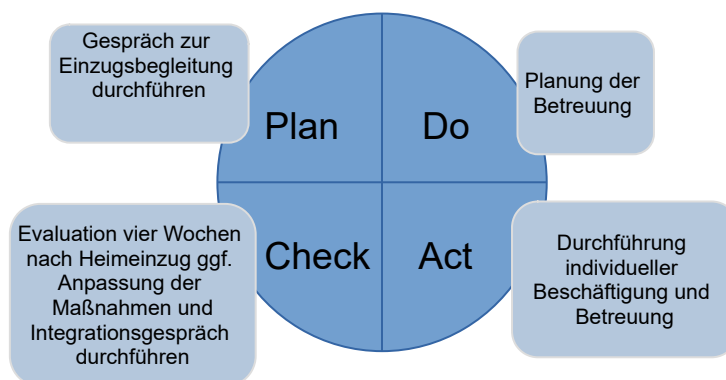 Gespräch zur
Einzugsbegleitung
durchführen
Plan
Do
Planung der
Betreuung
Evaluation vier Wochen
nach Heimeinzug ggf.
Anpassung der
Maßnahmen und
Integrationsgespräch
durchführen
Check
Act
Durchführung
individueller
Beschäftigung und
Betreuung